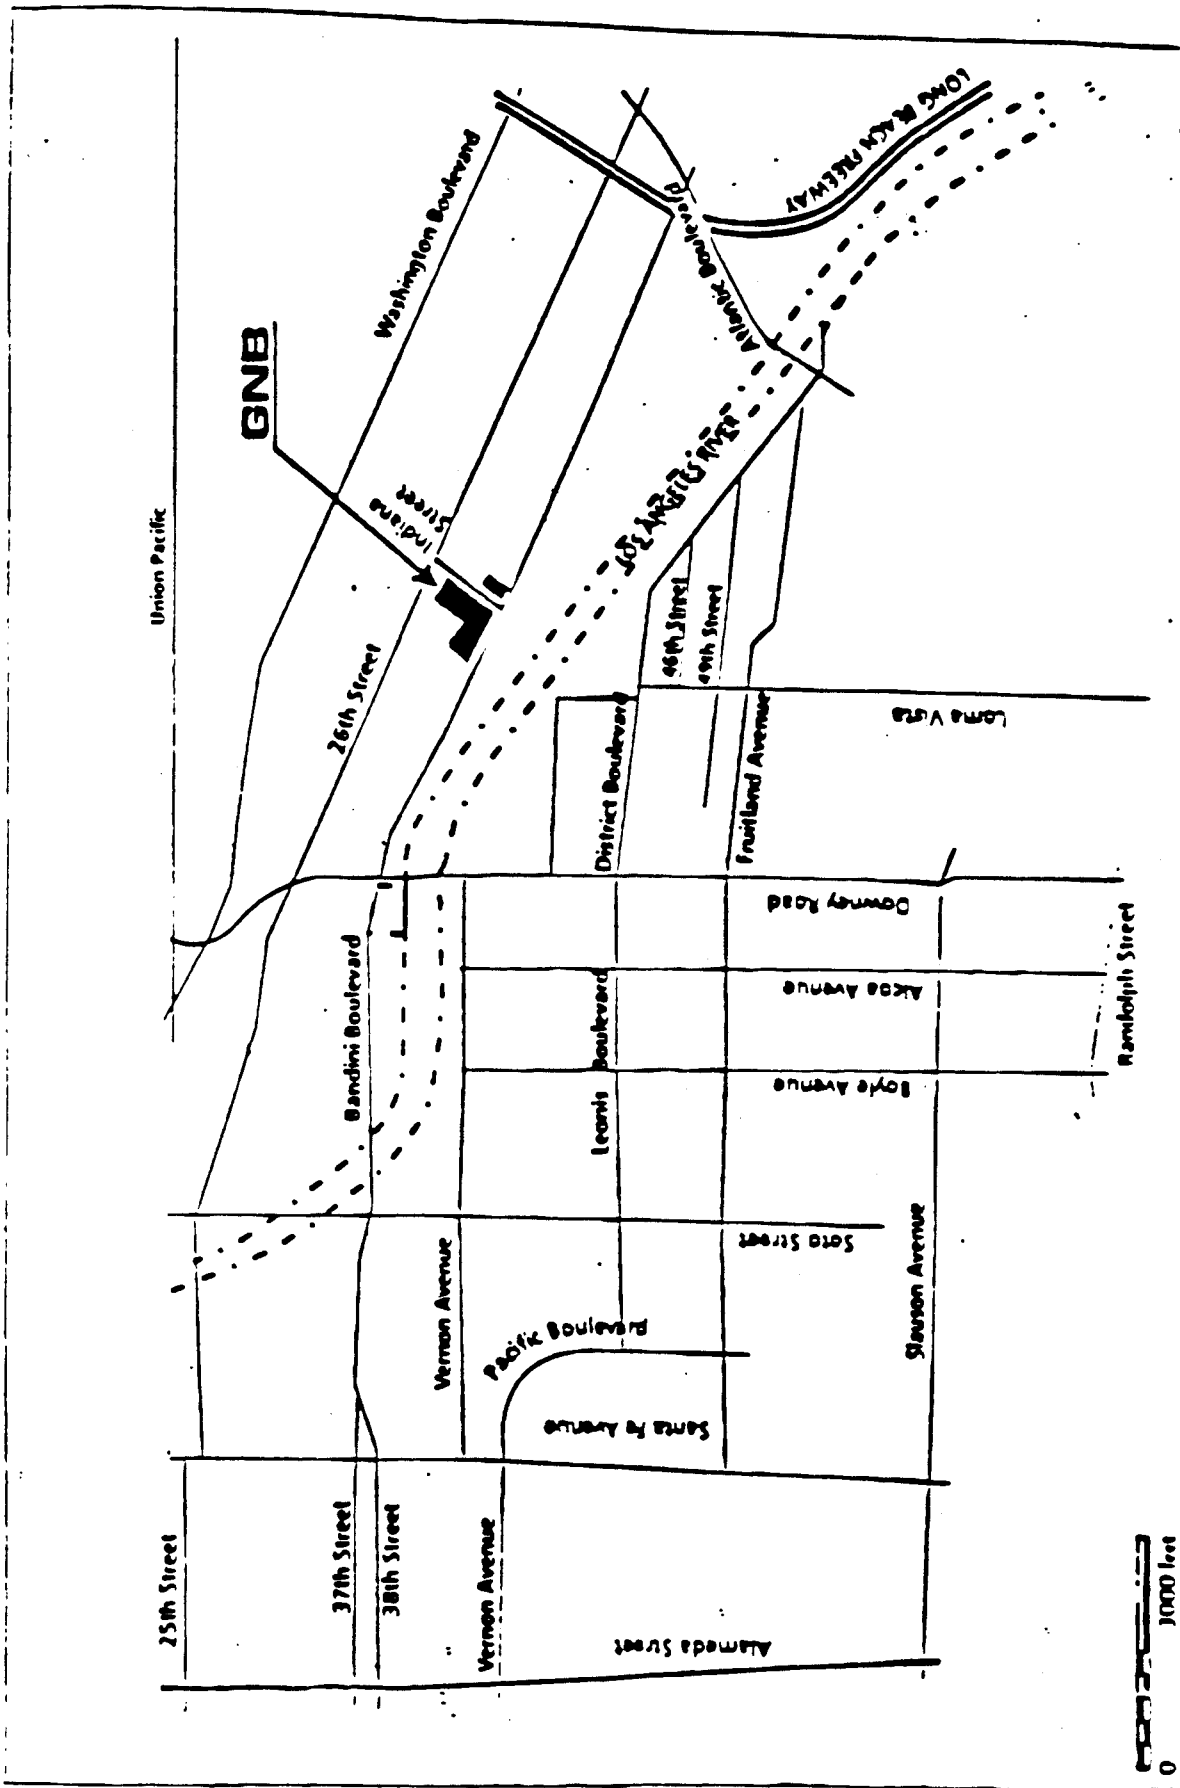 Union Pacific
Washington Boulevard
GNB
Indiana
Street
26th Street
LONG BEACH FREEWAY
Atlantic Boulevard
LOS ANGELES RIVER
46th Street
49th Street
District Boulevard
Fruitland Avenue
Loma Vista
Downey Road
Bandini Boulevard
Leonis Boulevard
Alcoa Avenue
Boyle Avenue
Randolph Street
Soto Street
Vernon Avenue
Pacific Boulevard
Slauson Avenue
Santa Fe Avenue
25th Street
37th Street
38th Street
Vernon Avenue
Alameda Street
0
feet